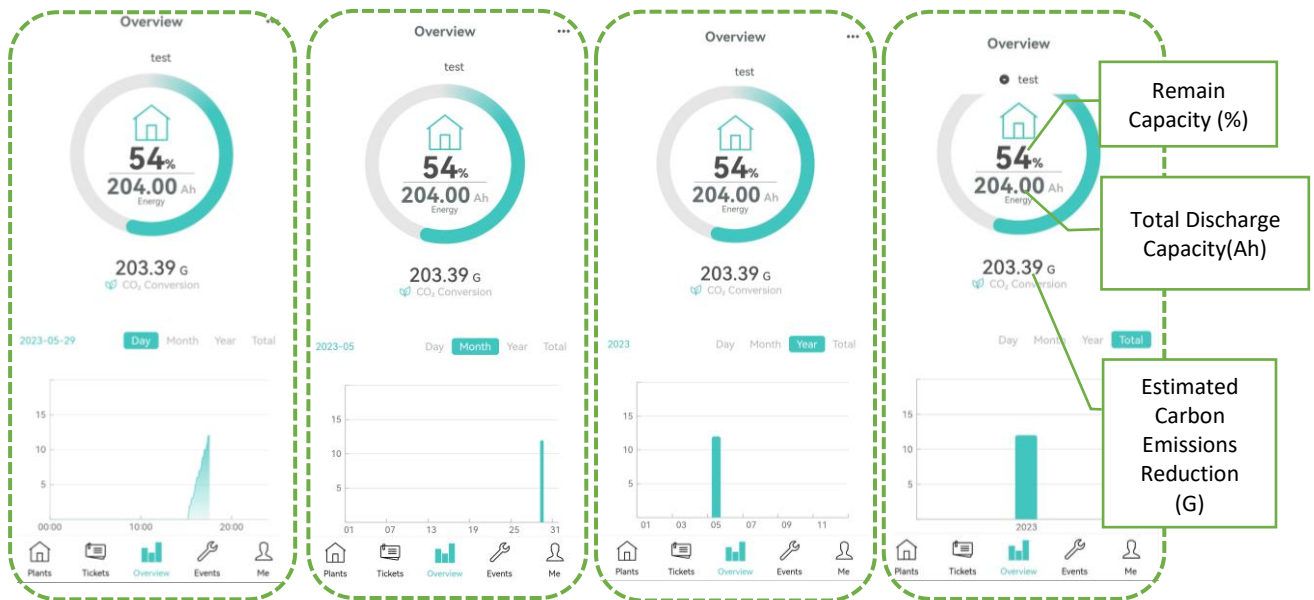 Overview
•••
test
54%
204.00 Ah
Energy
203.39 G
CO₂ Conversion
2023-05-29 Day Month Year Total
15
10
5
00:00 10:00 20:00
Plants Tickets Overview Events Me
Overview
•••
test
54%
204.00 Ah
Energy
203.39 G
CO₂ Conversion
2023-05 Day Month Year Total
15
10
5
01 07 13 19 25 31
Plants Tickets Overview Events Me
Overview
•••
test
54%
204.00 Ah
Energy
203.39 G
CO₂ Conversion
2023 Day Month Year Total
15
10
5
01 03 05 07 09 11
Plants Tickets Overview Events Me
Overview
test
54%
204.00 Ah
Energy
203.39 G
CO₂ Conversion
Day Month Year Total
15
10
5
2023
Plants Tickets Overview Events Me
Remain
Capacity (%)
Total Discharge
Capacity(Ah)
Estimated
Carbon
Emissions
Reduction
(G)